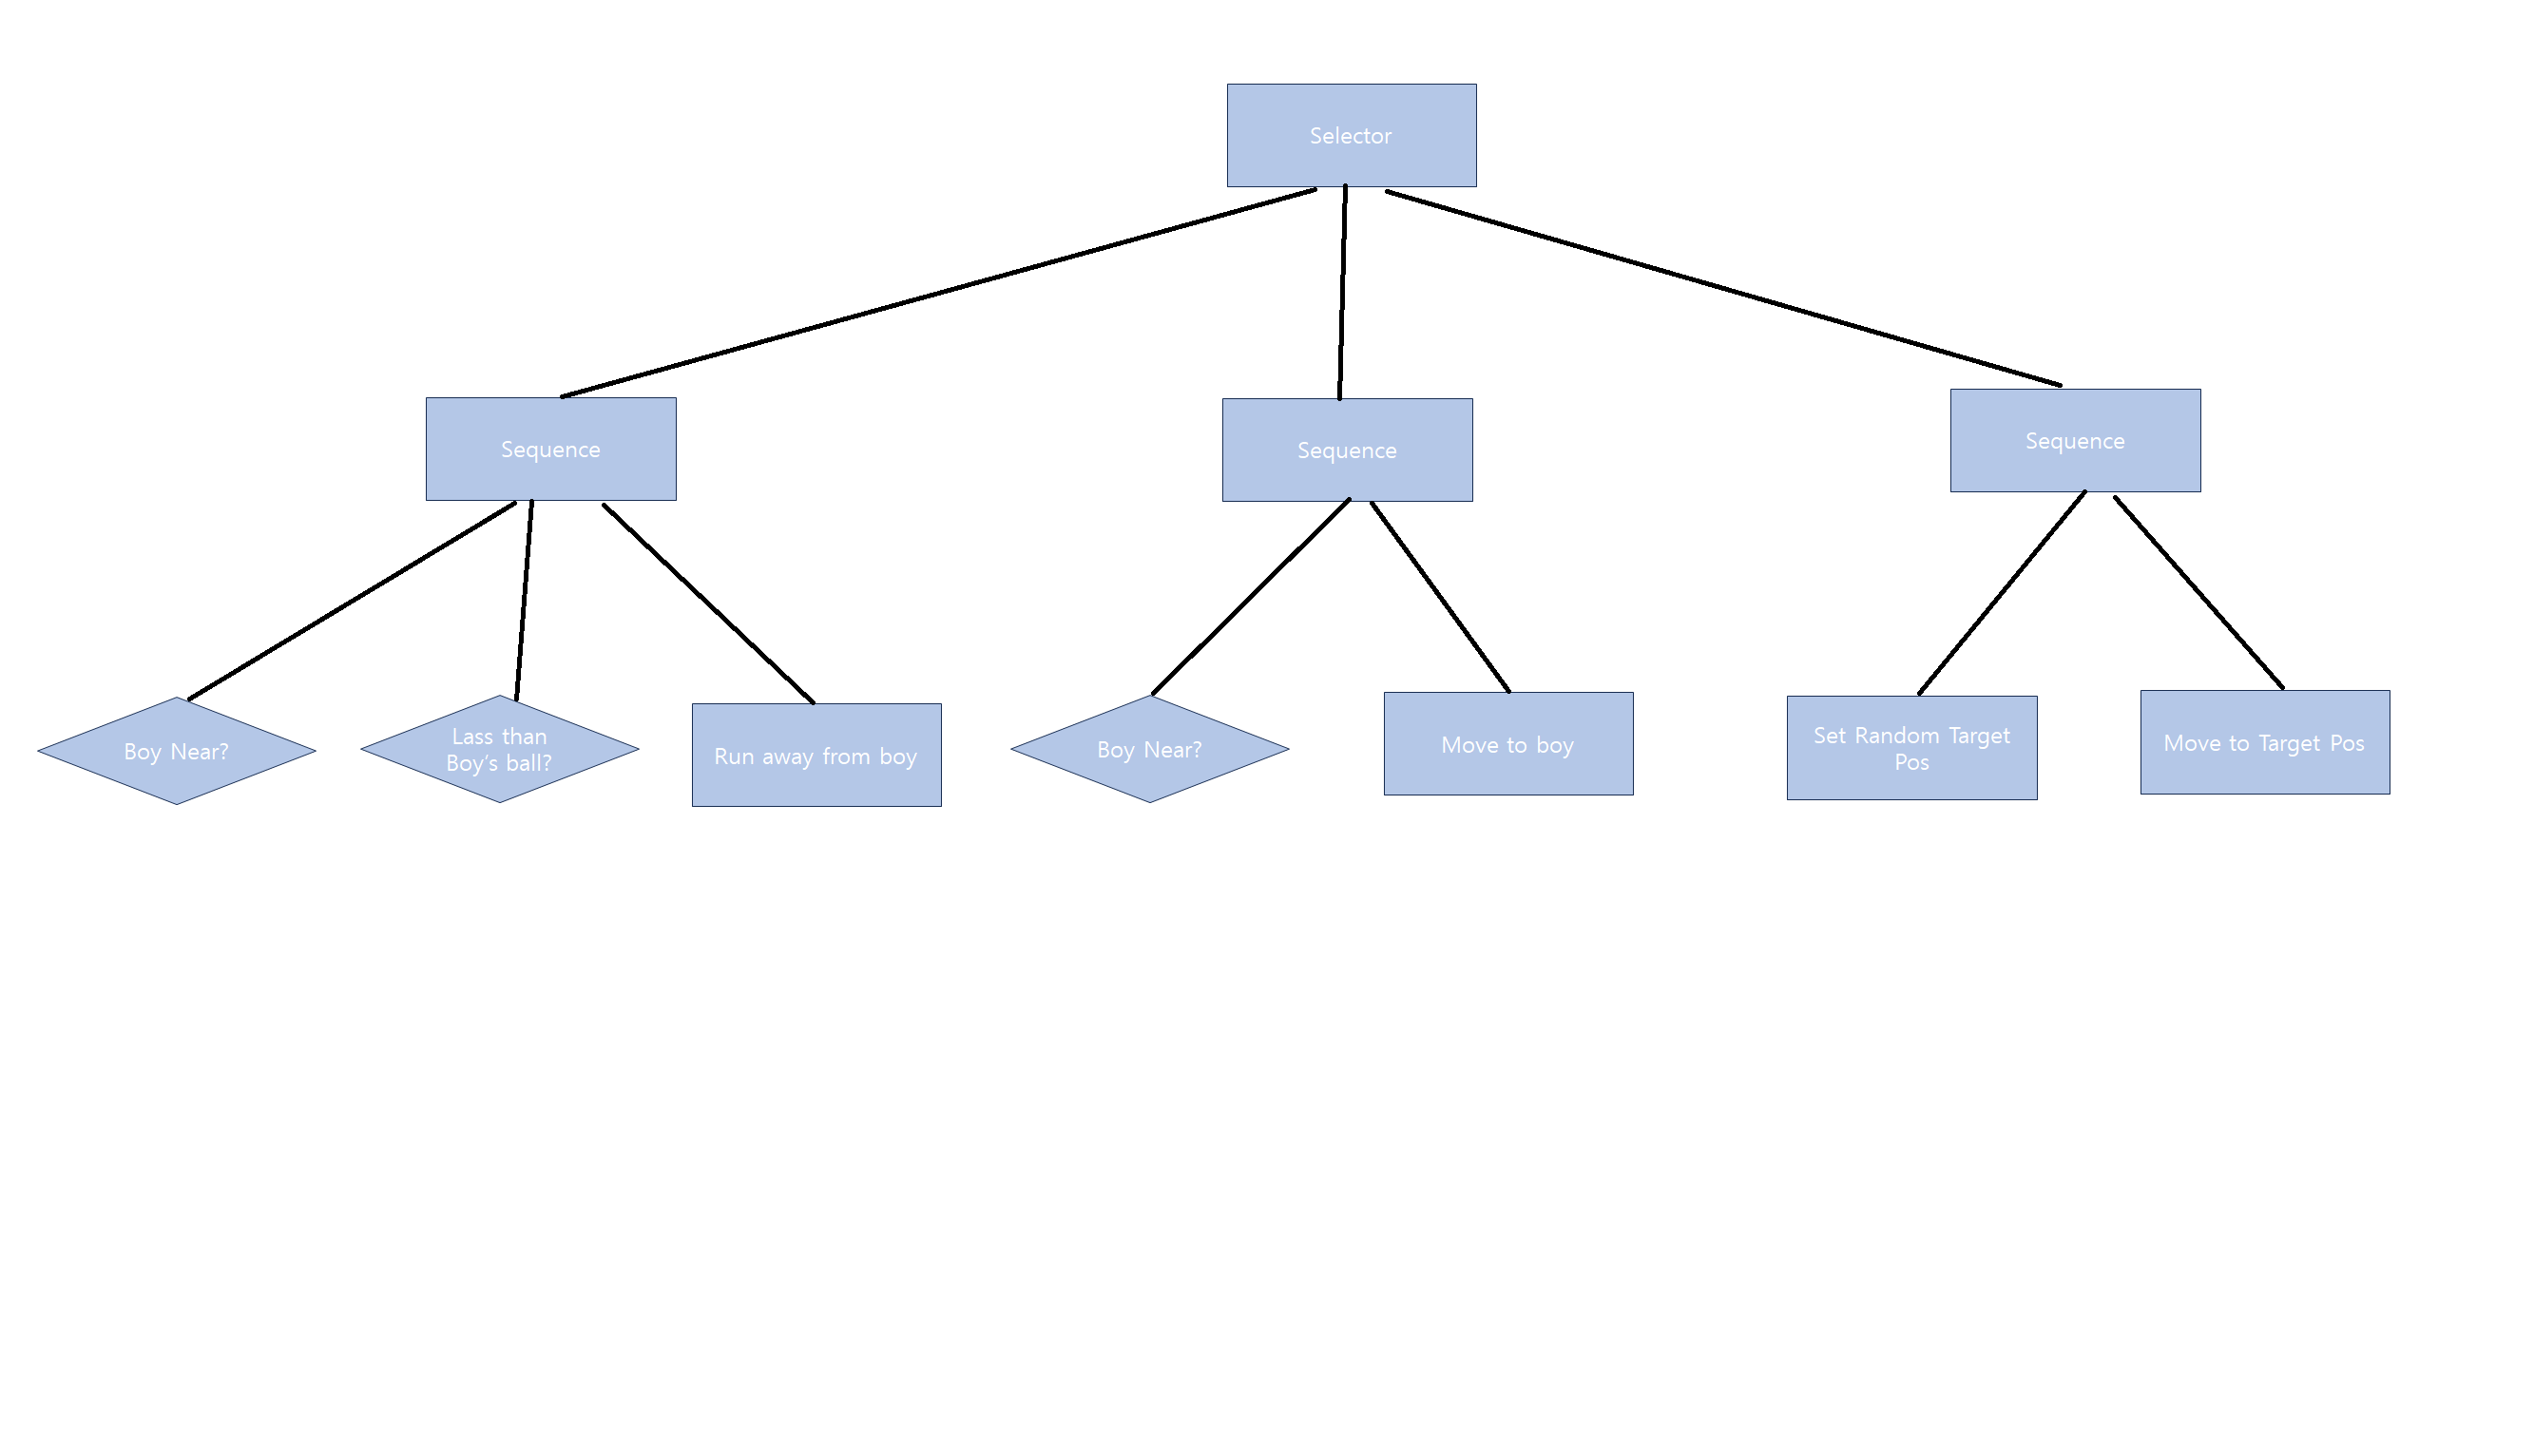 Selector
Sequence
Sequence
Sequence
Boy Near?
Lass than
Boy's ball?
Run away from boy
Boy Near?
Move to boy
Set Random Target
Pos
Move to Target Pos